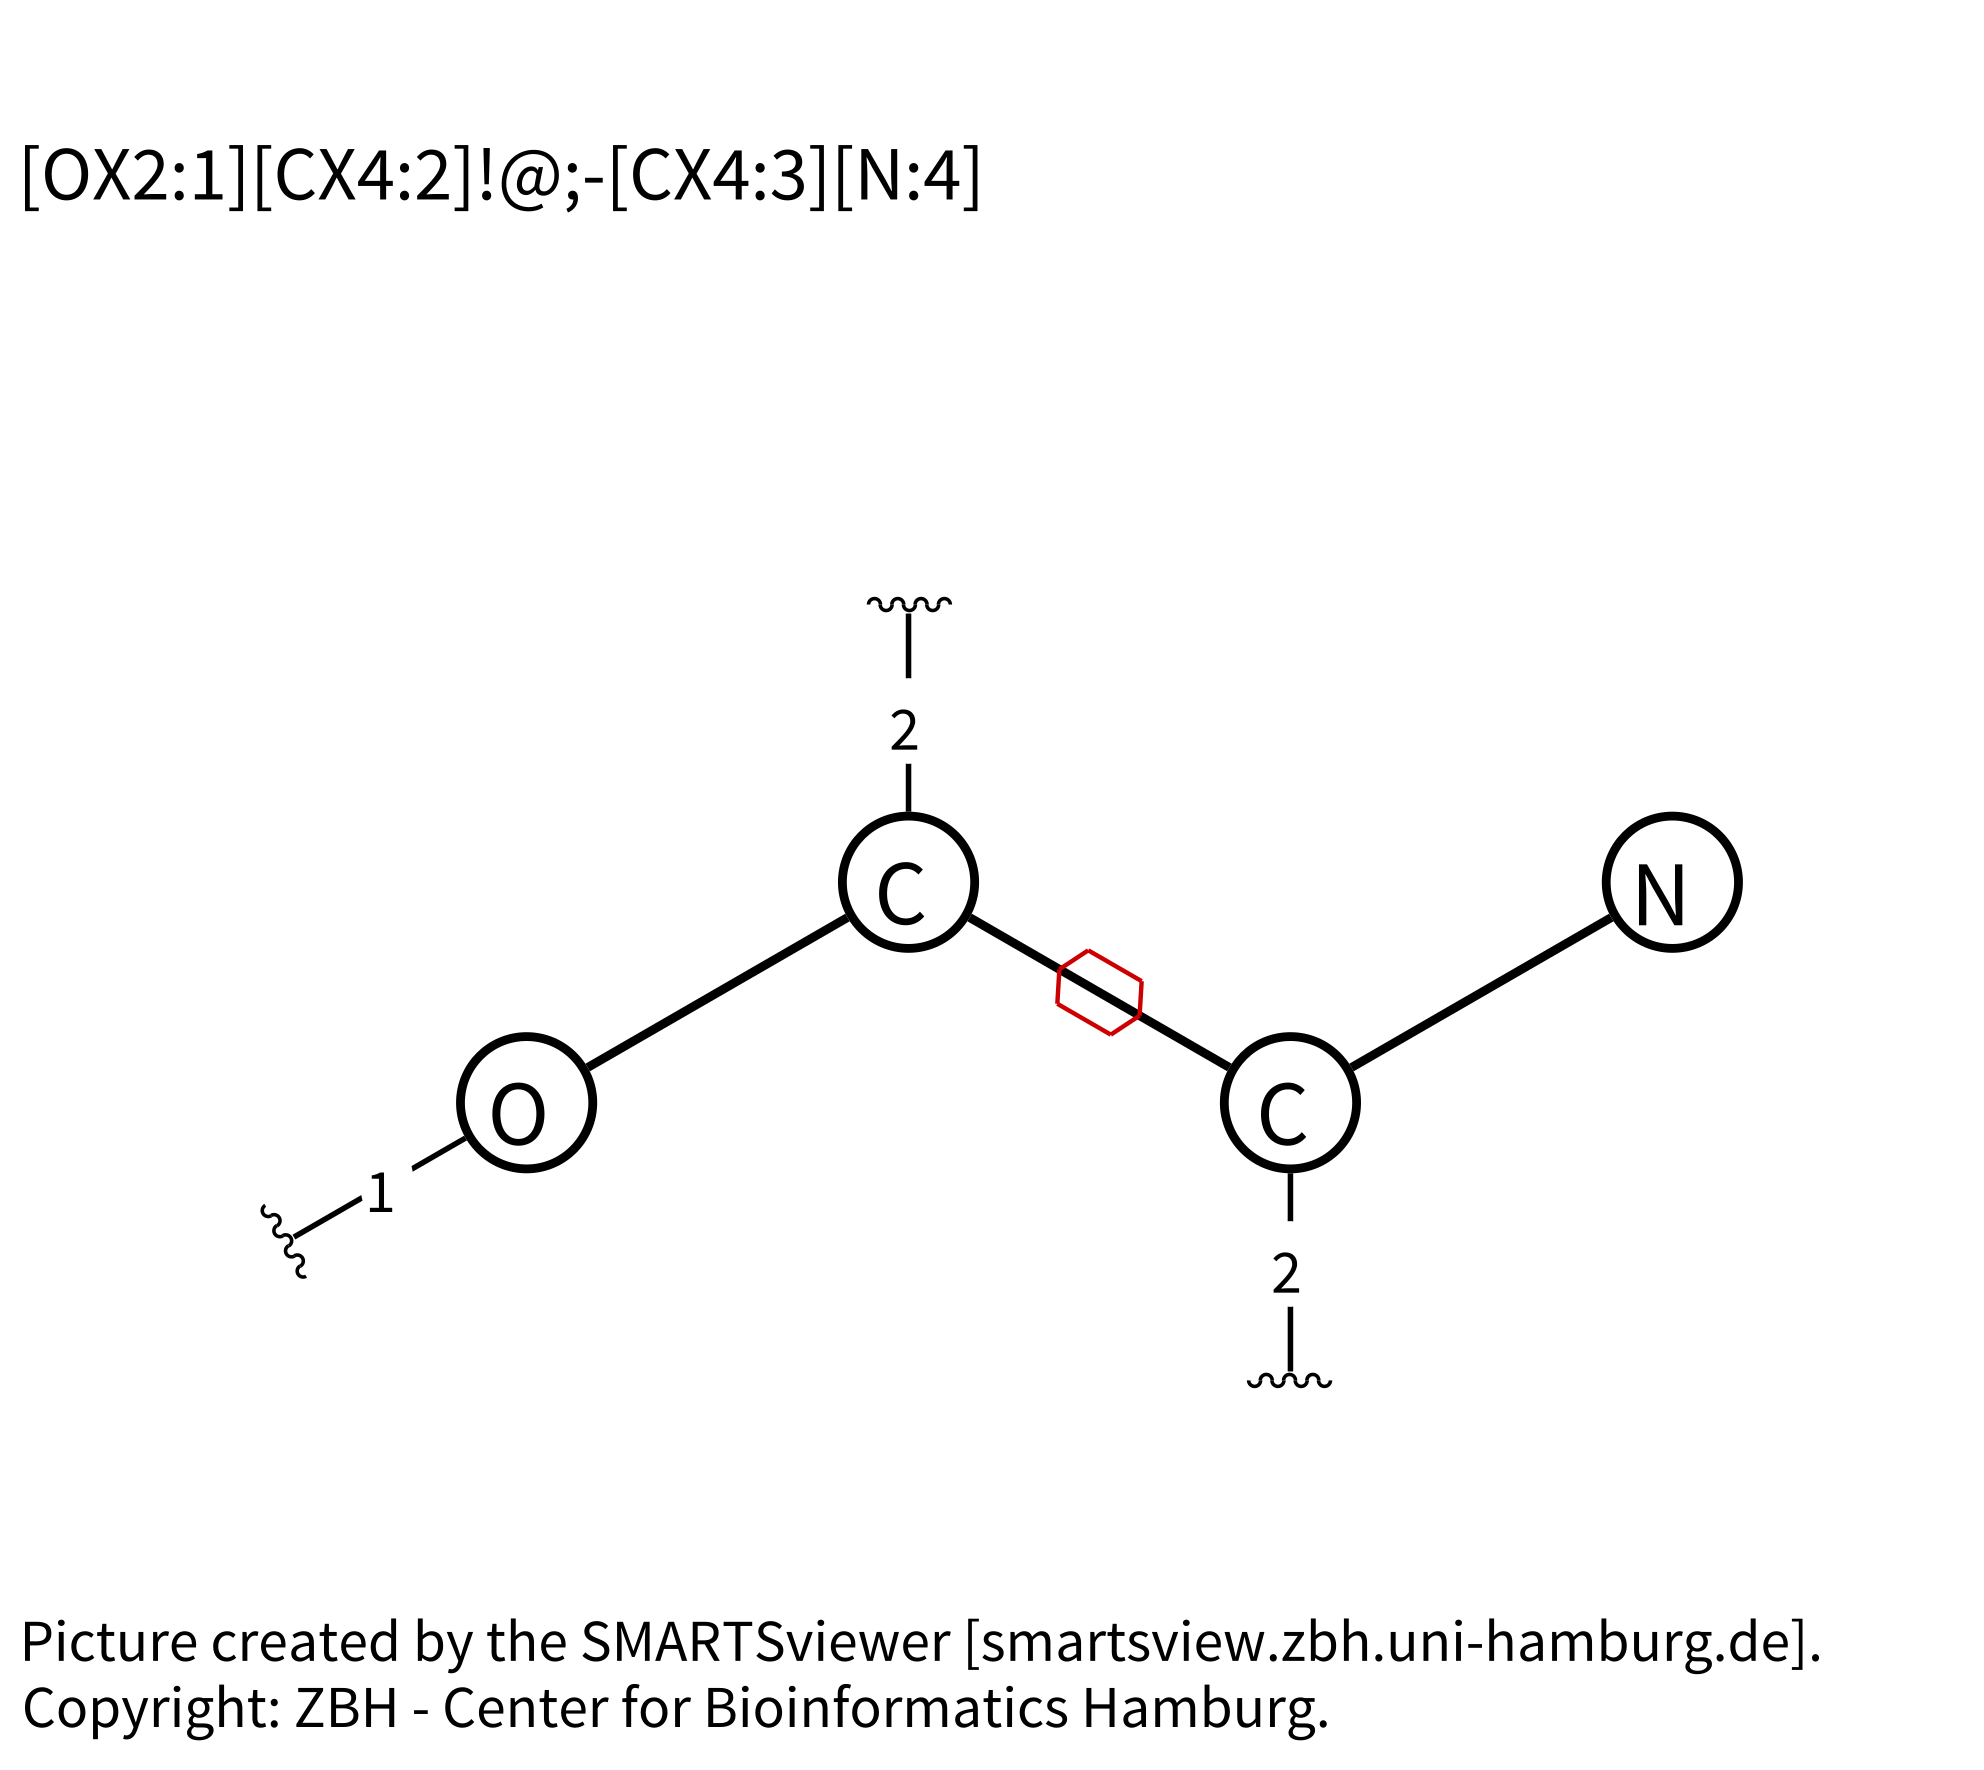 [OX2:1][CX4:2]!@;-[CX4:3][N:4]
2
C
N
O
C
1
2
Picture created by the SMARTSviewer [smartsview.zbh.uni-hamburg.de].
Copyright: ZBH - Center for Bioinformatics Hamburg.